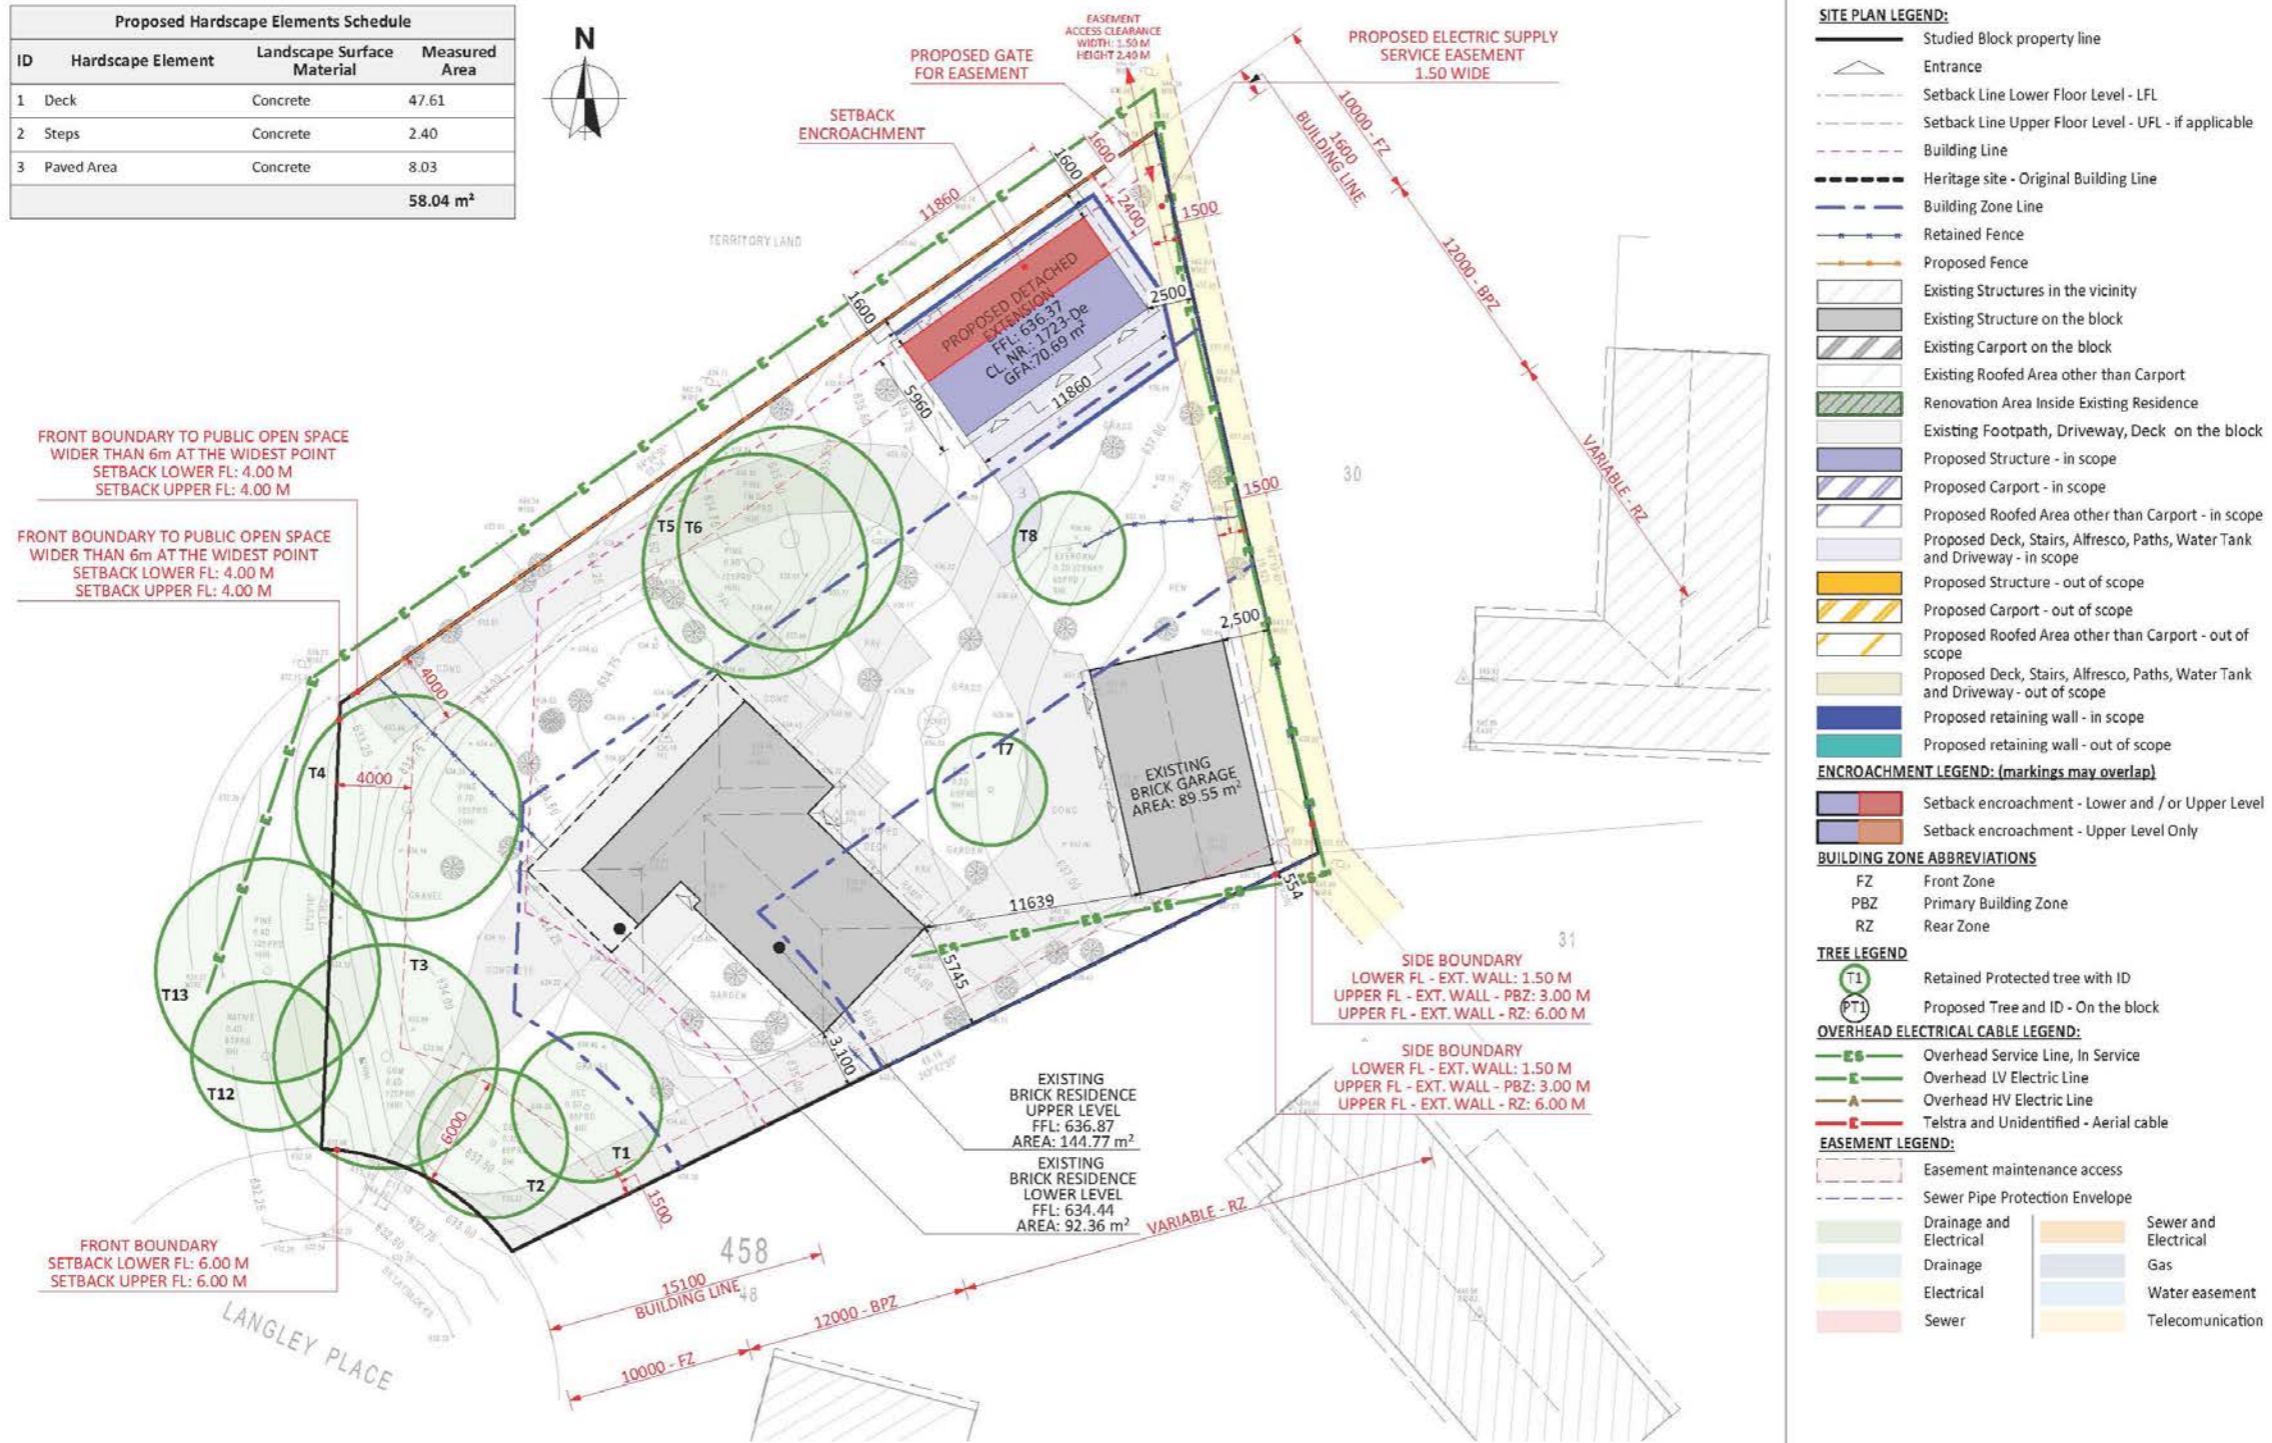 Proposed Hardscape Elements Schedule
ID Hardscape Element Landscape Surface Material Measured Area
1 Deck Concrete 47.61
2 Steps Concrete 2.40
3 Paved Area Concrete 8.03
58.04 m²
N
EASEMENT
ACCESS CLEARANCE
WIDTH: 1.50 M
HEIGHT 2.40 M
PROPOSED GATE
FOR EASEMENT
PROPOSED ELECTRIC SUPPLY
SERVICE EASEMENT
1.50 WIDE
SETBACK
ENCROACHMENT
10000 - FZ
1600
BUILDING LINE
12000 - BPZ
VARIABLE - RZ
1600
1600
11860
2400
1500
TERRITORY LAND
1600
2500
PROPOSED DETACHED
EXTENSION
FFL: 636.37
CL. NR.: 1723-De
GFA:70.69 m²
5960
11860
FRONT BOUNDARY TO PUBLIC OPEN SPACE
WIDER THAN 6m AT THE WIDEST POINT
SETBACK LOWER FL: 4.00 M
SETBACK UPPER FL: 4.00 M
FRONT BOUNDARY TO PUBLIC OPEN SPACE
WIDER THAN 6m AT THE WIDEST POINT
SETBACK LOWER FL: 4.00 M
SETBACK UPPER FL: 4.00 M
30
1500
3
T5
T6
T8
GRASS
2,500
4000
T4
4000
T7
GRASS
CONC
GRAVEL
GARDEN
EXISTING
BRICK GARAGE
AREA: 89.55 m²
11639
554
31
T3
T13
T12
CONCRETE
GARDEN
5745
3,100
6000
T1
T2
1500
SIDE BOUNDARY
LOWER FL - EXT. WALL: 1.50 M
UPPER FL - EXT. WALL - PBZ: 3.00 M
UPPER FL - EXT. WALL - RZ: 6.00 M
SIDE BOUNDARY
LOWER FL - EXT. WALL: 1.50 M
UPPER FL - EXT. WALL - PBZ: 3.00 M
UPPER FL - EXT. WALL - RZ: 6.00 M
EXISTING
BRICK RESIDENCE
UPPER LEVEL
FFL: 636.87
AREA: 144.77 m²
EXISTING
BRICK RESIDENCE
LOWER LEVEL
FFL: 634.44
AREA: 92.36 m²
FRONT BOUNDARY
SETBACK LOWER FL: 6.00 M
SETBACK UPPER FL: 6.00 M
LANGLEY PLACE
458
48
15100
BUILDING LINE
VARIABLE - RZ
12000 - BPZ
10000 - FZ
SITE PLAN LEGEND:
Studied Block property line
Entrance
Setback Line Lower Floor Level - LFL
Setback Line Upper Floor Level - UFL - if applicable
Building Line
Heritage site - Original Building Line
Building Zone Line
Retained Fence
Proposed Fence
Existing Structures in the vicinity
Existing Structure on the block
Existing Carport on the block
Existing Roofed Area other than Carport
Renovation Area Inside Existing Residence
Existing Footpath, Driveway, Deck on the block
Proposed Structure - in scope
Proposed Carport - in scope
Proposed Roofed Area other than Carport - in scope
Proposed Deck, Stairs, Alfresco, Paths, Water Tank
and Driveway - in scope
Proposed Structure - out of scope
Proposed Carport - out of scope
Proposed Roofed Area other than Carport - out of
scope
Proposed Deck, Stairs, Alfresco, Paths, Water Tank
and Driveway - out of scope
Proposed retaining wall - in scope
Proposed retaining wall - out of scope
ENCROACHMENT LEGEND: (markings may overlap)
Setback encroachment - Lower and / or Upper Level
Setback encroachment - Upper Level Only
BUILDING ZONE ABBREVIATIONS
FZ Front Zone
PBZ Primary Building Zone
RZ Rear Zone
TREE LEGEND
T1 Retained Protected tree with ID
PT1 Proposed Tree and ID - On the block
OVERHEAD ELECTRICAL CABLE LEGEND:
ES Overhead Service Line, In Service
E Overhead LV Electric Line
A Overhead HV Electric Line
Telstra and Unidentified - Aerial cable
EASEMENT LEGEND:
Easement maintenance access
Sewer Pipe Protection Envelope
Drainage and
Electrical
Sewer and
Electrical
Drainage
Gas
Electrical
Water easement
Sewer
Telecomunication